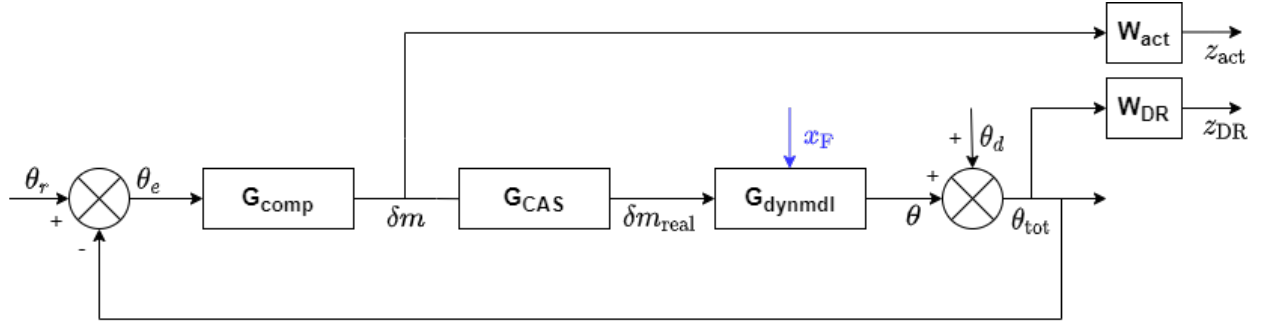 W_act
z_act
W_DR
z_DR
x_F
+
θ_d
θ_r
+
-
θ_e
G_comp
δm
G_CAS
δm_real
G_dynmdl
θ
+
θ_tot